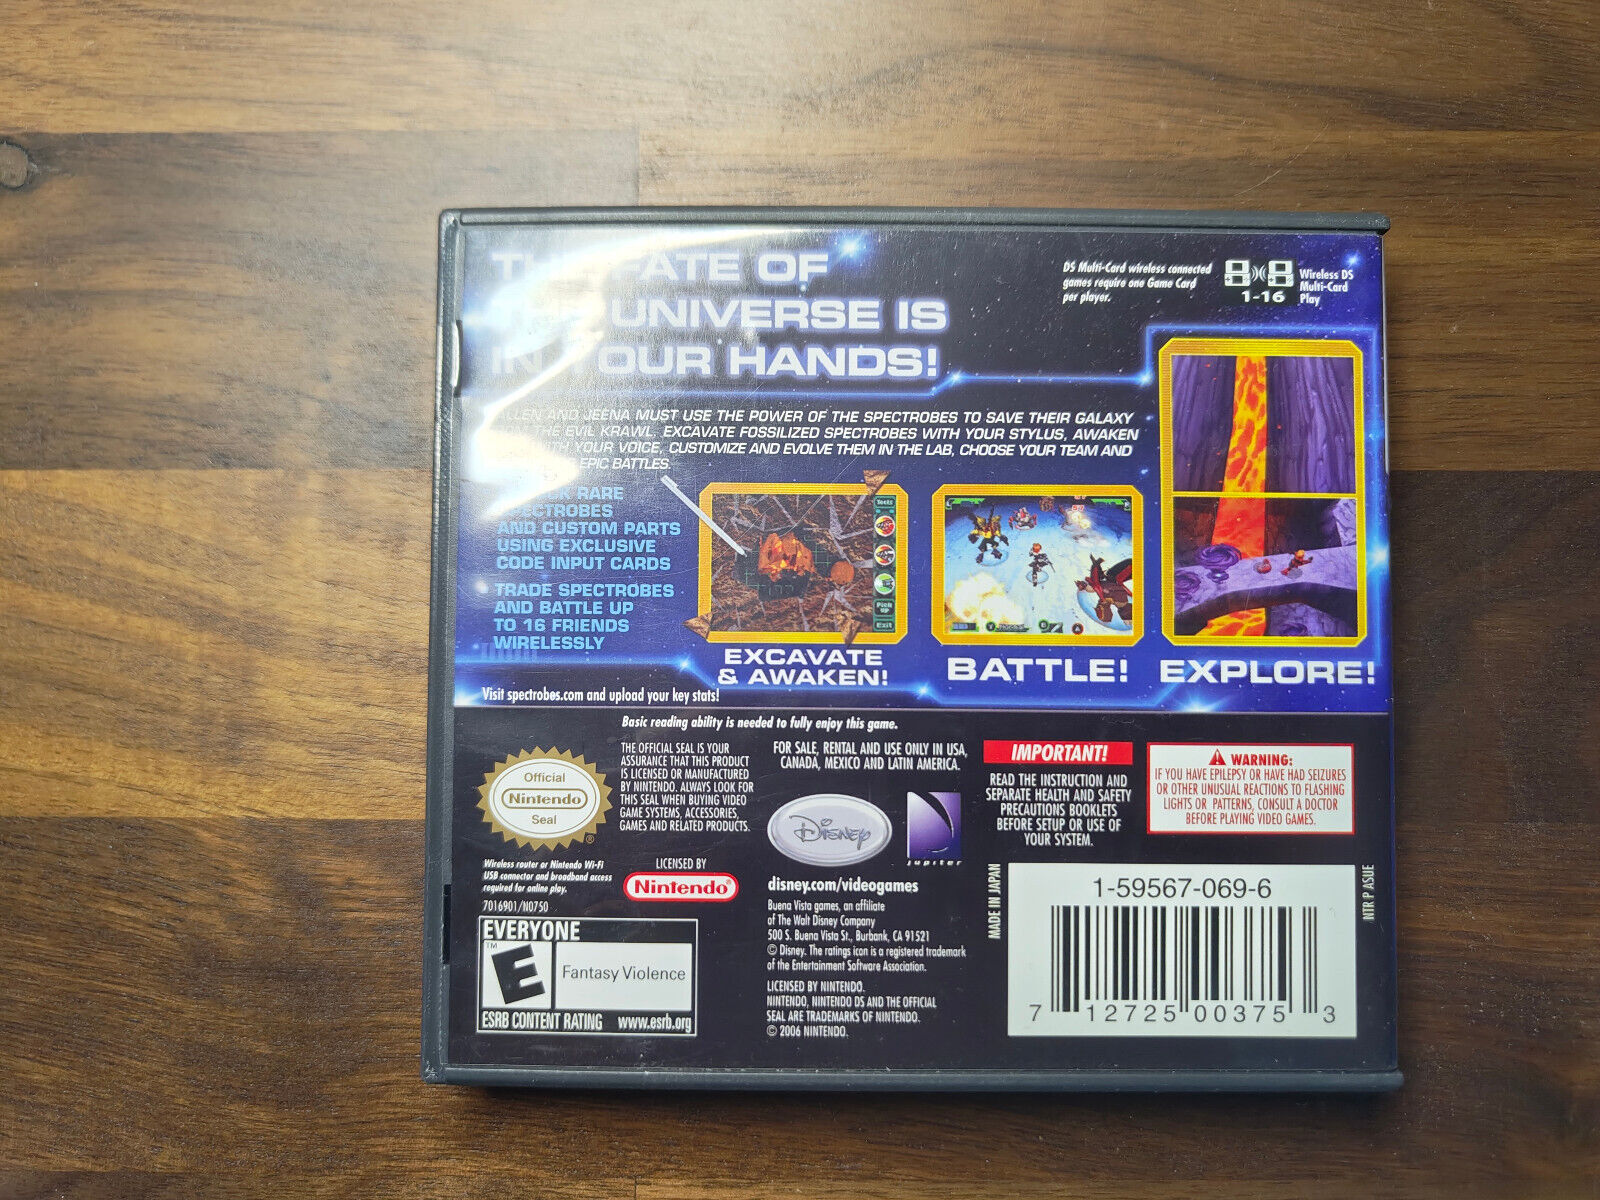 FATE OF
UNIVERSE IS
IN YOUR HANDS!
DS Multi-Card wireless connected
games require one Game Card
per player.
1-16
Wireless DS
Multi-Card
Play
AND JEENA MUST USE THE POWER OF THE SPECTROBES TO SAVE THEIR GALAXY
THE EVIL KRAWL. EXCAVATE FOSSILIZED SPECTROBES WITH YOUR STYLUS, AWAKEN
WITH YOUR VOICE, CUSTOMIZE AND EVOLVE THEM IN THE LAB, CHOOSE YOUR TEAM AND
EPIC BATTLES.
RARE
SPECTROBES
AND CUSTOM PARTS
USING EXCLUSIVE
CODE INPUT CARDS
TRADE SPECTROBES
AND BATTLE UP
TO 16 FRIENDS
WIRELESSLY
Tools
Pick
up
Exit
EXCAVATE
& AWAKEN!
BATTLE!
EXPLORE!
Visit spectrobes.com and upload your key stats!
Basic reading ability is needed to fully enjoy this game.
Official
Nintendo
Seal
THE OFFICIAL SEAL IS YOUR
ASSURANCE THAT THIS PRODUCT
IS LICENSED OR MANUFACTURED
BY NINTENDO. ALWAYS LOOK FOR
THIS SEAL WHEN BUYING VIDEO
GAME SYSTEMS, ACCESSORIES,
GAMES AND RELATED PRODUCTS.
Wireless router or Nintendo Wi-Fi
USB connector and broadband access
required for online play.
7016901/N0750
LICENSED BY
Nintendo
EVERYONE
E
Fantasy Violence
ESRB CONTENT RATING www.esrb.org
FOR SALE, RENTAL AND USE ONLY IN USA,
CANADA, MEXICO AND LATIN AMERICA.
Disney
jupiter
disney.com/videogames
Buena Vista games, an affiliate
of The Walt Disney Company
500 S. Buena Vista St., Burbank, CA 91521
© Disney. The ratings icon is a registered trademark
of the Entertainment Software Association.
LICENSED BY NINTENDO.
NINTENDO, NINTENDO DS AND THE OFFICIAL
SEAL ARE TRADEMARKS OF NINTENDO.
© 2006 NINTENDO.
IMPORTANT!
READ THE INSTRUCTION AND
SEPARATE HEALTH AND SAFETY
PRECAUTIONS BOOKLETS
BEFORE SETUP OR USE OF
YOUR SYSTEM.
WARNING:
IF YOU HAVE EPILEPSY OR HAVE HAD SEIZURES
OR OTHER UNUSUAL REACTIONS TO FLASHING
LIGHTS OR PATTERNS, CONSULT A DOCTOR
BEFORE PLAYING VIDEO GAMES.
MADE IN JAPAN
1-59567-069-6
7 12725 00375 3
NTR P ASUE